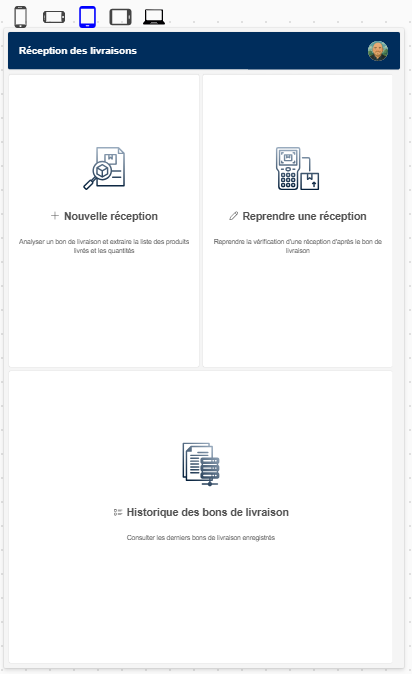 Réception des livraisons
Nouvelle réception
Analyser un bon de livraison et extraire la liste des produits
livrés et les quantités
Reprendre une réception
Reprendre la vérification d'une réception d'après le bon de
livraison
Historique des bons de livraison
Consulter les derniers bons de livraison enregistrés